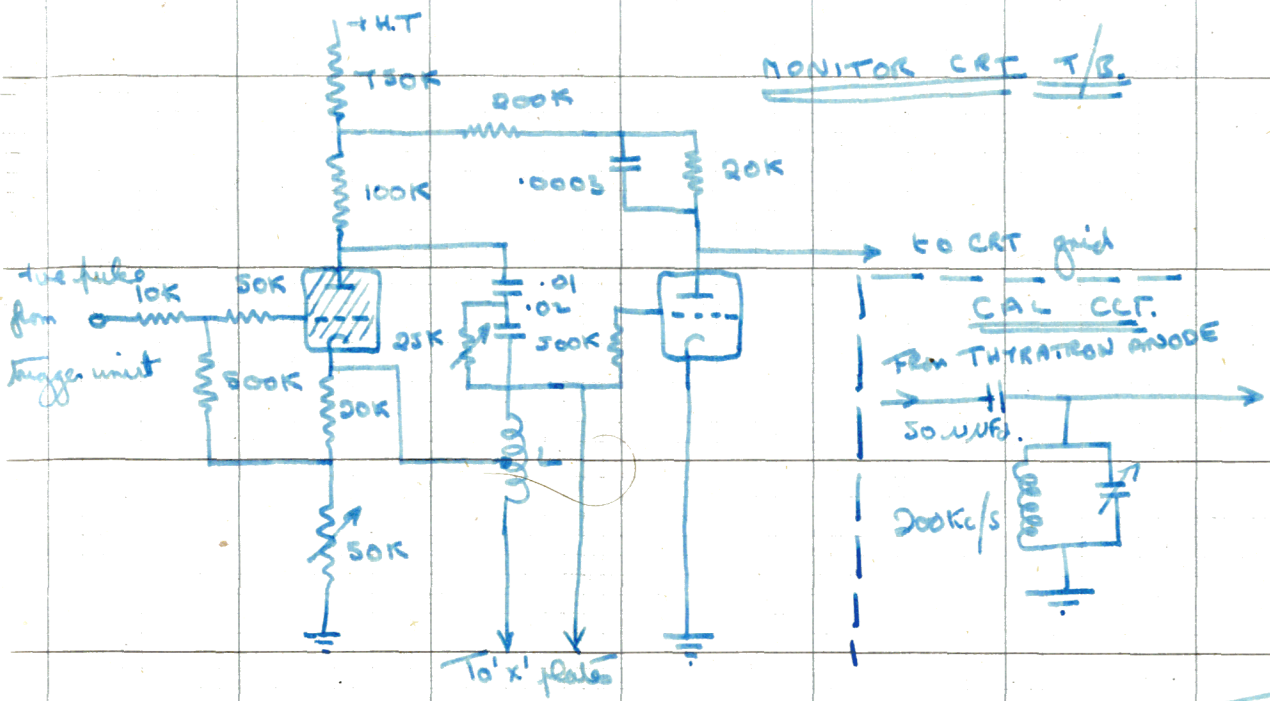 + H.T
MONITOR CRT T/B.
750K
200K
.0003
20K
100K
to CRT grid
+ve pulse
from
trigger unit
10K
50K
.01
.02
25K
500K
500K
20K
L
50K
To 'x' plates
CAL CCT.
FROM THYRATRON ANODE
50 µµFd.
200Kc/s